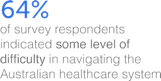 64%
of survey respondents
indicated some level of
difficulty in navigating the
Australian healthcare system